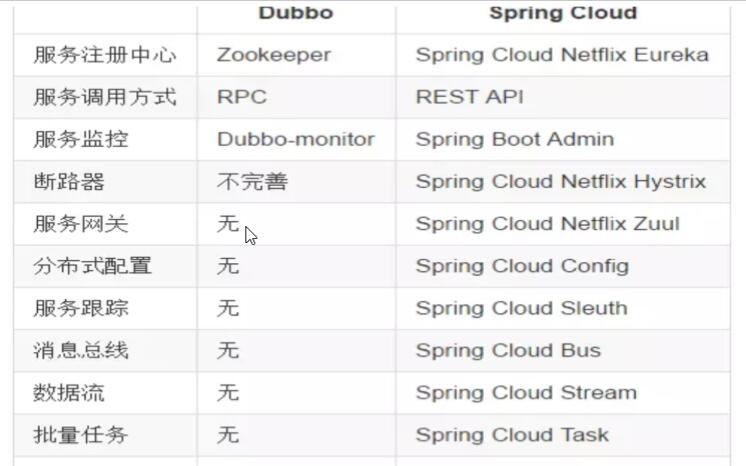 Dubbo Spring Cloud
服务注册中心 Zookeeper Spring Cloud Netflix Eureka
服务调用方式 RPC REST API
服务监控 Dubbo-monitor Spring Boot Admin
断路器 不完善 Spring Cloud Netflix Hystrix
服务网关 无 Spring Cloud Netflix Zuul
分布式配置 无 Spring Cloud Config
服务跟踪 无 Spring Cloud Sleuth
消息总线 无 Spring Cloud Bus
数据流 无 Spring Cloud Stream
批量任务 无 Spring Cloud Task